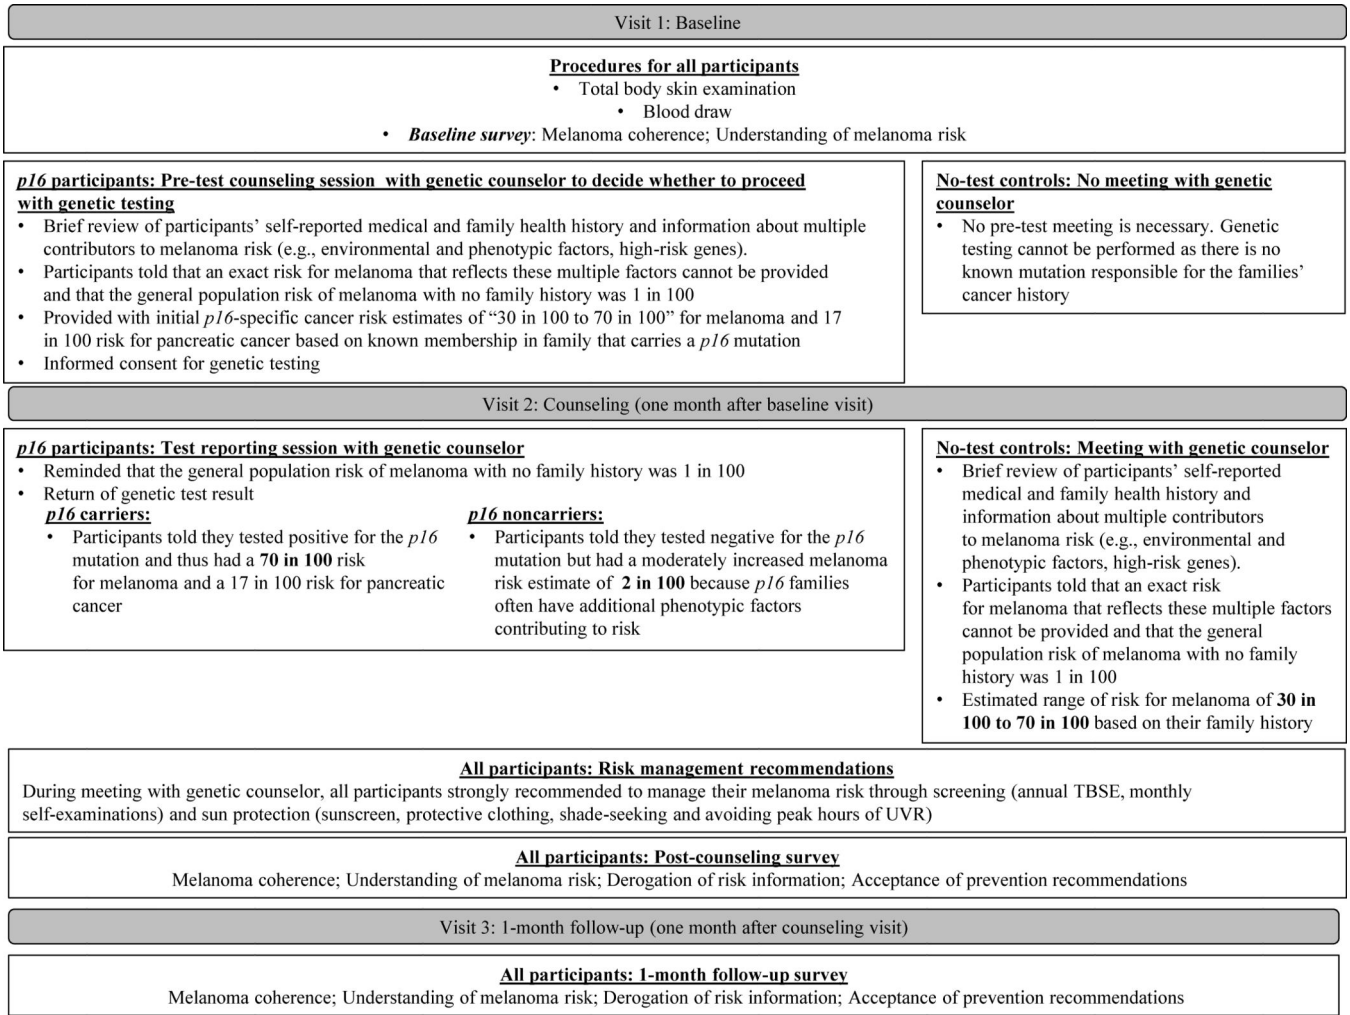 Visit 1: Baseline
Procedures for all participants
• Total body skin examination
• Blood draw
• Baseline survey: Melanoma coherence; Understanding of melanoma risk
p16 participants: Pre-test counseling session with genetic counselor to decide whether to proceed
with genetic testing
• Brief review of participants’ self-reported medical and family health history and information about multiple
contributors to melanoma risk (e.g., environmental and phenotypic factors, high-risk genes).
• Participants told that an exact risk for melanoma that reflects these multiple factors cannot be provided
and that the general population risk of melanoma with no family history was 1 in 100
• Provided with initial p16-specific cancer risk estimates of “30 in 100 to 70 in 100” for melanoma and 17
in 100 risk for pancreatic cancer based on known membership in family that carries a p16 mutation
• Informed consent for genetic testing
No-test controls: No meeting with genetic
counselor
• No pre-test meeting is necessary. Genetic
testing cannot be performed as there is no
known mutation responsible for the families’
cancer history
Visit 2: Counseling (one month after baseline visit)
p16 participants: Test reporting session with genetic counselor
• Reminded that the general population risk of melanoma with no family history was 1 in 100
• Return of genetic test result
p16 carriers:
• Participants told they tested positive for the p16
mutation and thus had a 70 in 100 risk
for melanoma and a 17 in 100 risk for pancreatic
cancer
p16 noncarriers:
• Participants told they tested negative for the p16
mutation but had a moderately increased melanoma
risk estimate of 2 in 100 because p16 families
often have additional phenotypic factors
contributing to risk
No-test controls: Meeting with genetic counselor
• Brief review of participants’ self-reported
medical and family health history and
information about multiple contributors
to melanoma risk (e.g., environmental and
phenotypic factors, high-risk genes).
• Participants told that an exact risk
for melanoma that reflects these multiple factors
cannot be provided and that the general
population risk of melanoma with no family
history was 1 in 100
• Estimated range of risk for melanoma of 30 in
100 to 70 in 100 based on their family history
All participants: Risk management recommendations
During meeting with genetic counselor, all participants strongly recommended to manage their melanoma risk through screening (annual TBSE, monthly
self-examinations) and sun protection (sunscreen, protective clothing, shade-seeking and avoiding peak hours of UVR)
All participants: Post-counseling survey
Melanoma coherence; Understanding of melanoma risk; Derogation of risk information; Acceptance of prevention recommendations
Visit 3: 1-month follow-up (one month after counseling visit)
All participants: 1-month follow-up survey
Melanoma coherence; Understanding of melanoma risk; Derogation of risk information; Acceptance of prevention recommendations